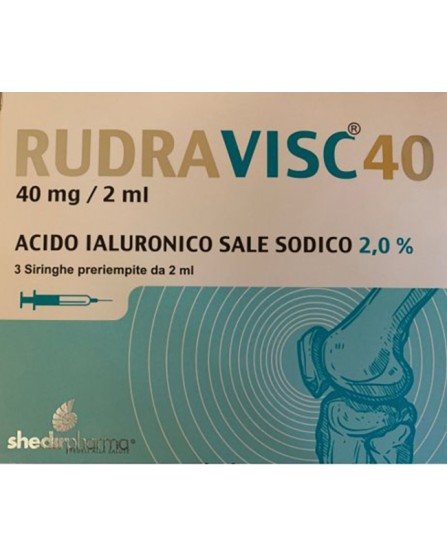 RUDRAVISC®40
40 mg / 2 ml
ACIDO IALURONICO SALE SODICO 2,0 %
3 Siringhe preriempite da 2 ml
shedirpharma®